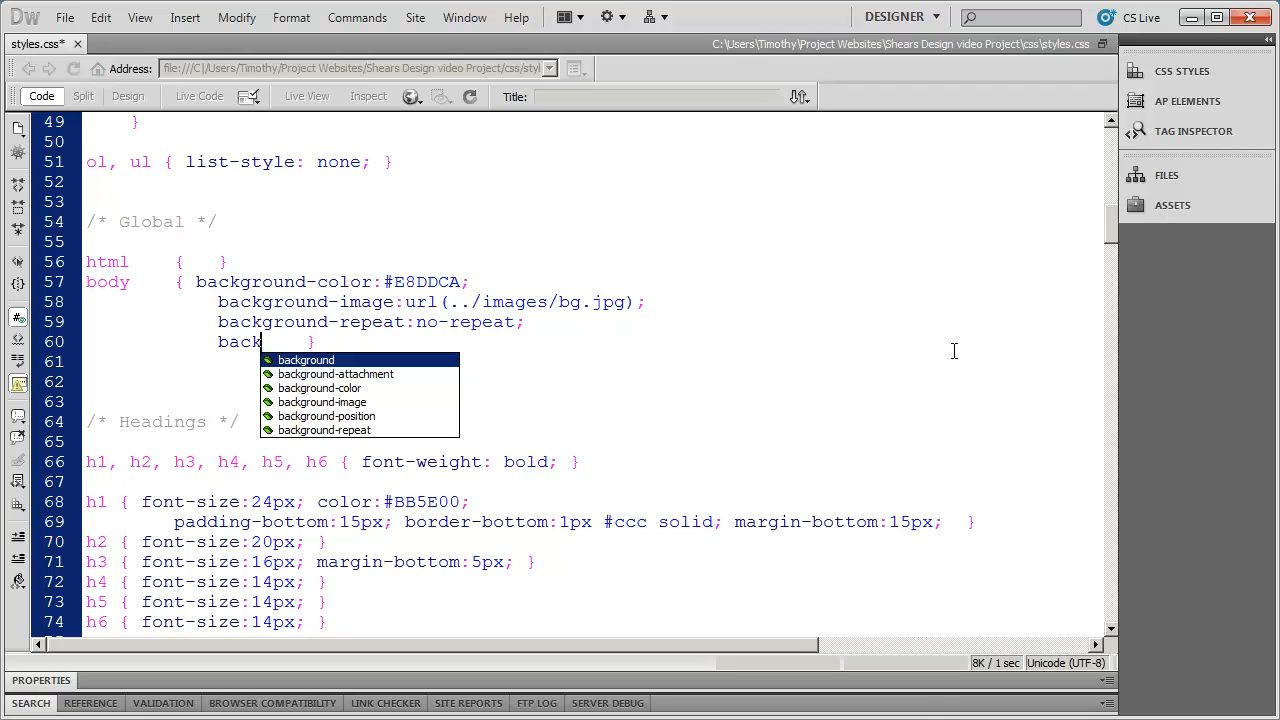 Dw File Edit View Insert Modify Format Commands Site Window Help DESIGNER CS Live
styles.css* C:\Users\Timothy\Project Websites\Shears Design video Project\css\styles.css
Address: file:///C|/Users/Timothy/Project Websites/Shears Design video Project/css/styl
Code Split Design Live Code Live View Inspect Title:
CSS STYLES
AP ELEMENTS
TAG INSPECTOR
FILES
ASSETS
49 }
50
51 ol, ul { list-style: none; }
52
53
54 /* Global */
55
56 html { }
57 body { background-color:#E8DDCA;
58 background-image:url(../images/bg.jpg);
59 background-repeat:no-repeat;
60 back }
61
62
63
64 /* Headings */
65
66 h1, h2, h3, h4, h5, h6 { font-weight: bold; }
67
68 h1 { font-size:24px; color:#BB5E00;
69 padding-bottom:15px; border-bottom:1px #ccc solid; margin-bottom:15px; }
70 h2 { font-size:20px; }
71 h3 { font-size:16px; margin-bottom:5px; }
72 h4 { font-size:14px; }
73 h5 { font-size:14px; }
74 h6 { font-size:14px; }
background
background-attachment
background-color
background-image
background-position
background-repeat
8K / 1 sec Unicode (UTF-8)
PROPERTIES
SEARCH REFERENCE VALIDATION BROWSER COMPATIBILITY LINK CHECKER SITE REPORTS FTP LOG SERVER DEBUG